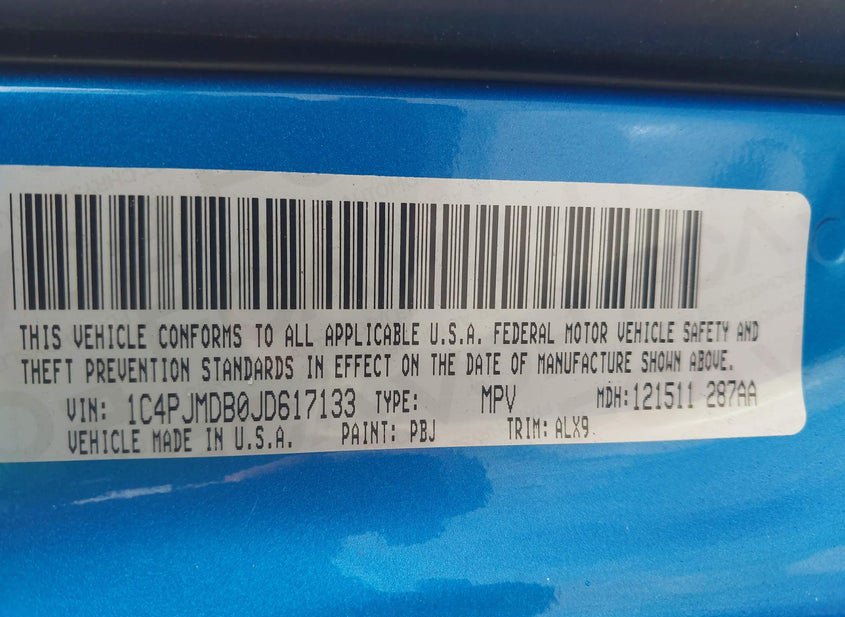 THIS VEHICLE CONFORMS TO ALL APPLICABLE U.S.A. FEDERAL MOTOR VEHICLE SAFETY AND
THEFT PREVENTION STANDARDS IN EFFECT ON THE DATE OF MANUFACTURE SHOWN ABOVE.
VIN: 1C4PJMDB0JD617133 TYPE: MPV MDH:121511 287AA
VEHICLE MADE IN U.S.A. PAINT: PBJ TRIM: ALX9